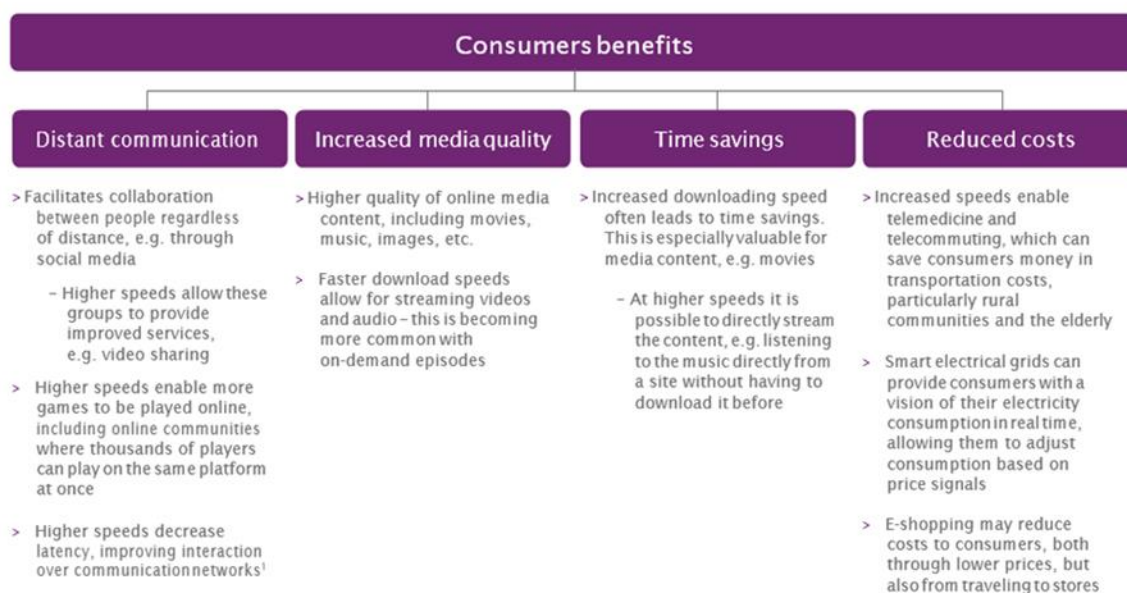 Consumers benefits
Distant communication
> Facilitates collaboration
between people regardless
of distance, e.g. through
social media
– Higher speeds allow these
groups to provide
improved services,
e.g. video sharing
> Higher speeds enable more
games to be played online,
including online communities
where thousands of players
can play on the same platform
at once
> Higher speeds decrease
latency, improving interaction
over communication networks¹
Increased media quality
> Higher quality of online media
content, including movies,
music, images, etc.
> Faster download speeds
allow for streaming videos
and audio – this is becoming
more common with
on-demand episodes
Time savings
> Increased downloading speed
often leads to time savings.
This is especially valuable for
media content, e.g. movies
– At higher speeds it is
possible to directly stream
the content, e.g. listening
to the music directly from
a site without having to
download it before
Reduced costs
> Increased speeds enable
telemedicine and
telecommuting, which can
save consumers money in
transportation costs,
particularly rural
communities and the elderly
> Smart electrical grids can
provide consumers with a
vision of their electricity
consumption in real time,
allowing them to adjust
consumption based on
price signals
> E-shopping may reduce
costs to consumers, both
through lower prices, but
also from traveling to stores